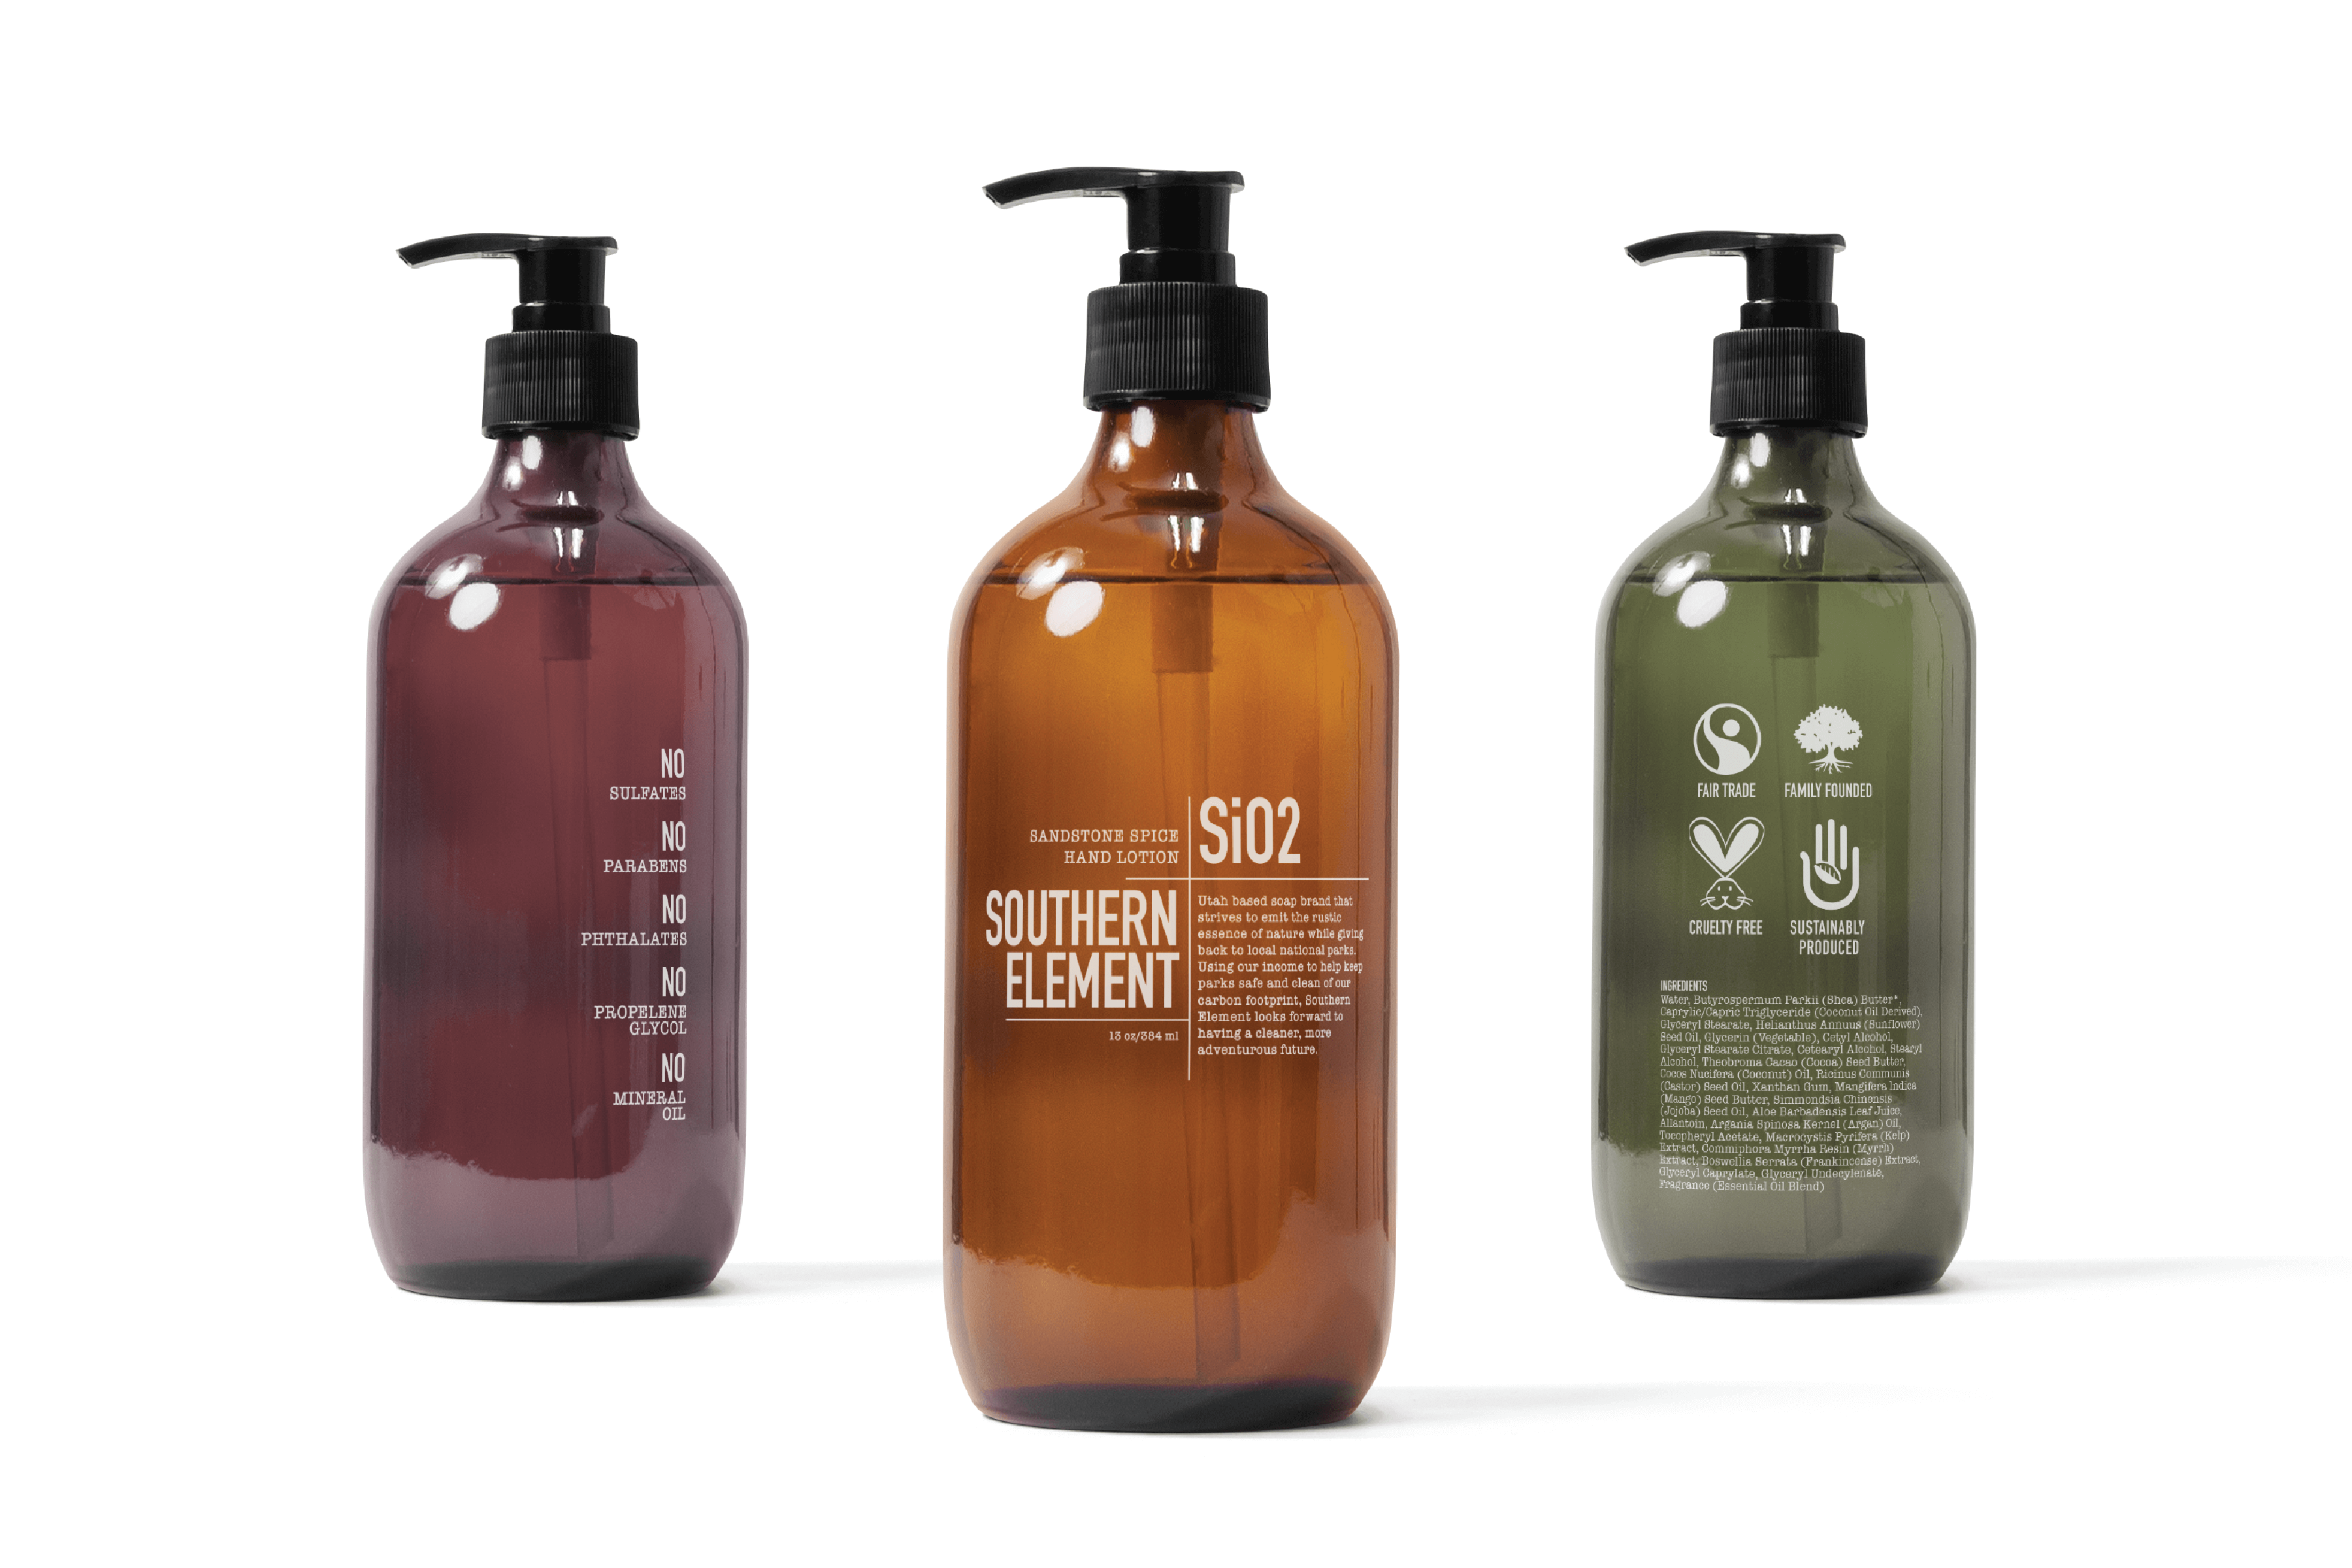 NO
SULFATES
NO
PARABENS
NO
PHTHALATES
NO
PROPELENE
GLYCOL
NO
MINERAL
OIL
SANDSTONE SPICE
HAND LOTION
SiO2
SOUTHERN
ELEMENT
13 oz/384 ml
Utah based soap brand that
strives to emit the rustic
essence of nature while giving
back to local national parks.
Using our income to help keep
parks safe and clean of our
carbon footprint, Southern
Element looks forward to
having a cleaner, more
adventurous future.
FAIR TRADE
FAMILY FOUNDED
CRUELTY FREE
SUSTAINABLY
PRODUCED
INGREDIENTS
Water, Butyrospermum Parkii (Shea) Butter*,
Caprylic/Capric Triglyceride (Coconut Oil Derived),
Glyceryl Stearate, Helianthus Annuus (Sunflower)
Seed Oil, Glycerin (Vegetable), Cetyl Alcohol,
Glyceryl Stearate Citrate, Cetearyl Alcohol, Stearyl
Alcohol, Theobroma Cacao (Cocoa) Seed Butter,
Cocos Nucifera (Coconut) Oil, Ricinus Communis
(Castor) Seed Oil, Xanthan Gum, Mangifera Indica
(Mango) Seed Butter, Simmondsia Chinensis
(Jojoba) Seed Oil, Aloe Barbadensis Leaf Juice,
Allantoin, Argania Spinosa Kernel (Argan) Oil,
Tocopheryl Acetate, Macrocystis Pyrifera (Kelp)
Extract, Commiphora Myrrha Resin (Myrrh)
Extract, Boswellia Serrata (Frankincense) Extract,
Glyceryl Caprylate, Glyceryl Undecylenate,
Fragrance (Essential Oil Blend)